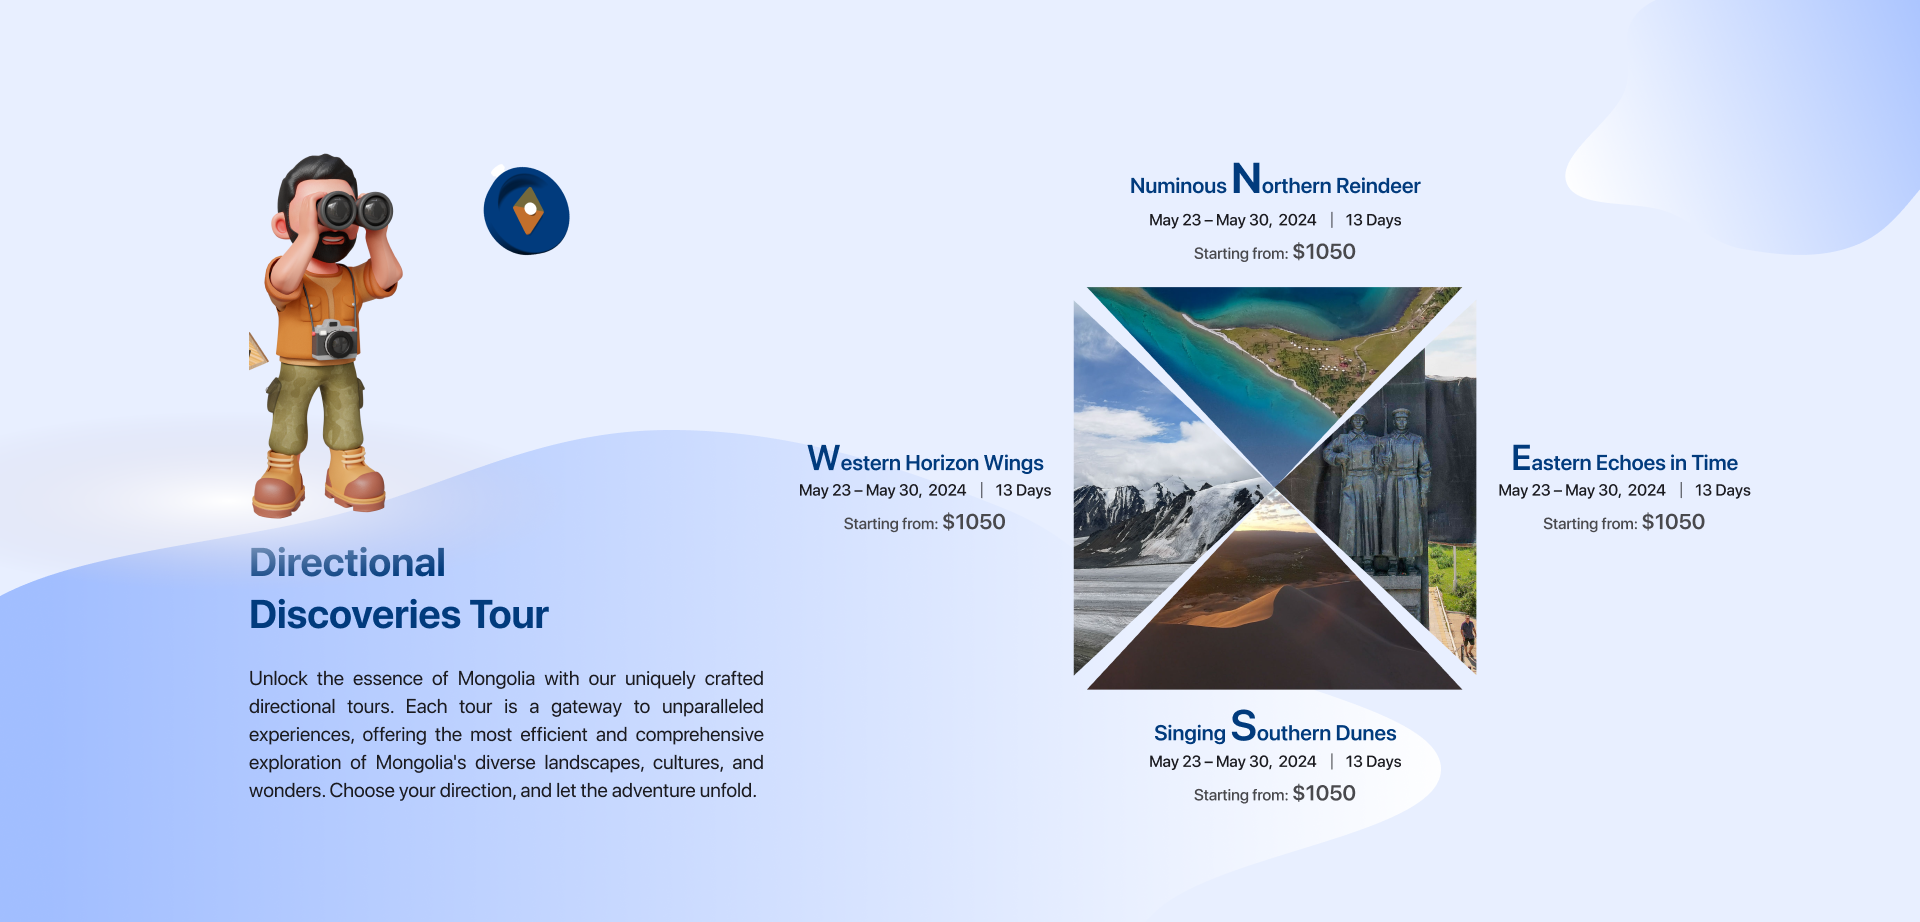 Directional
Discoveries Tour
Unlock the essence of Mongolia with our uniquely crafted
directional tours. Each tour is a gateway to unparalleled
experiences, offering the most efficient and comprehensive
exploration of Mongolia's diverse landscapes, cultures, and
wonders. Choose your direction, and let the adventure unfold.
Numinous Northern Reindeer
May 23 – May 30, 2024 | 13 Days
Starting from: $1050
Western Horizon Wings
May 23 – May 30, 2024 | 13 Days
Starting from: $1050
Eastern Echoes in Time
May 23 – May 30, 2024 | 13 Days
Starting from: $1050
Singing Southern Dunes
May 23 – May 30, 2024 | 13 Days
Starting from: $1050